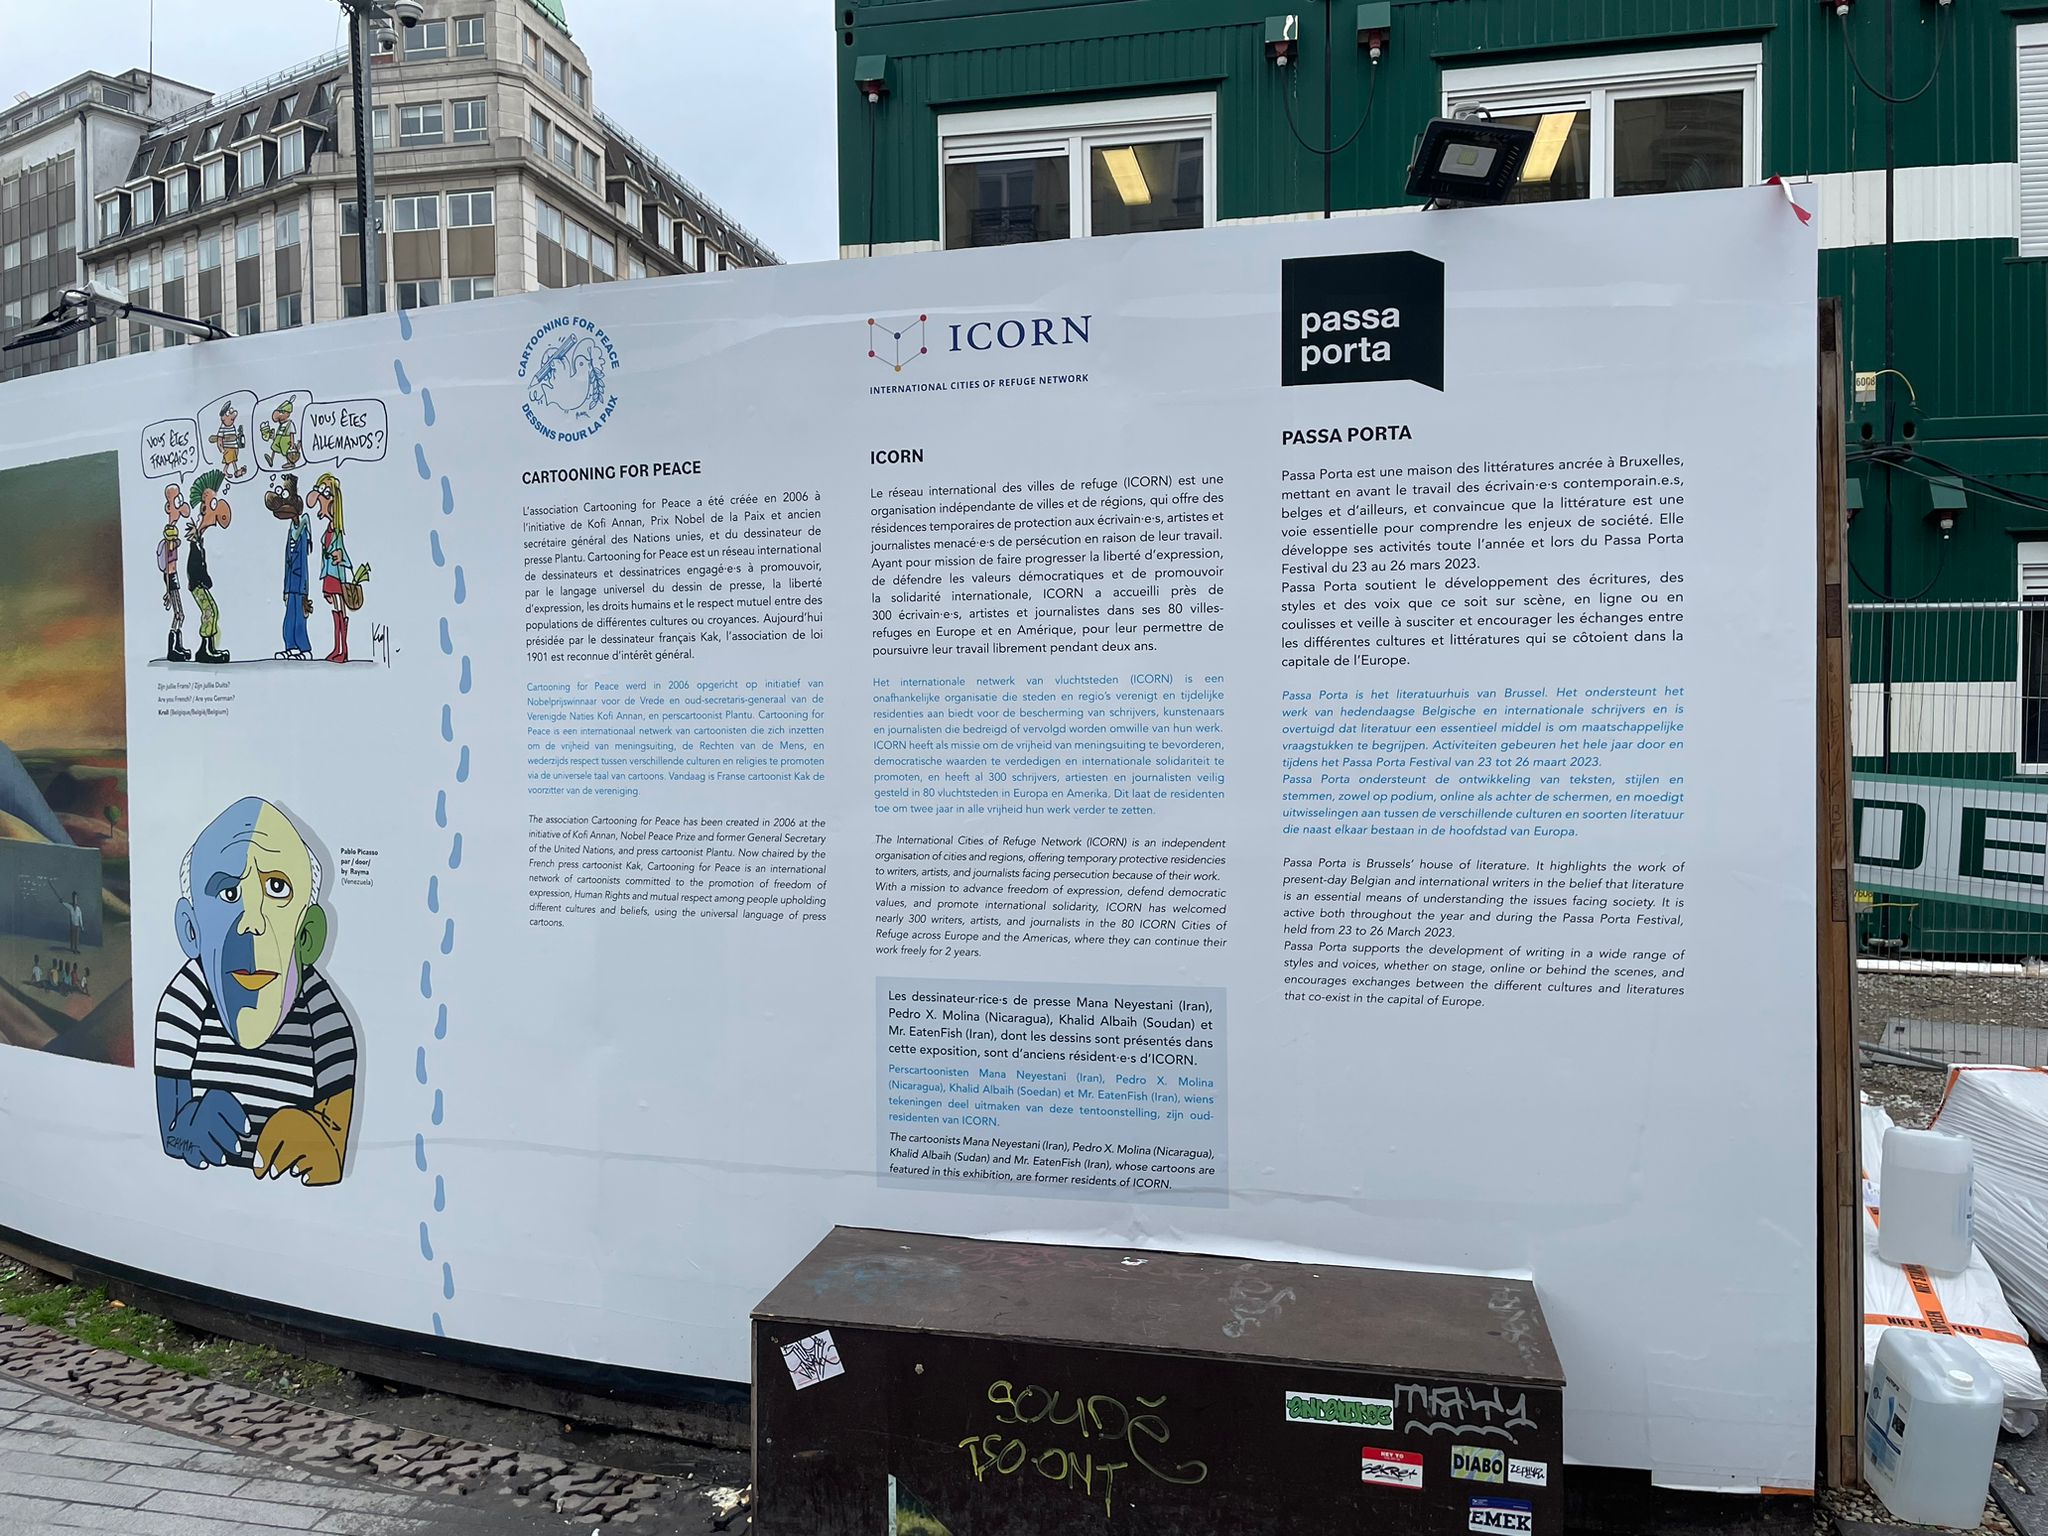 VOUS ÊTES
FRANÇAIS?
VOUS ÊTES
ALLEMANDS?
Kroll.
Zijn jullie Frans? / Zijn jullie Duits?
Are you French? / Are you German?
Kroll (Belgique/België/Belgium)
Pablo Picasso
par / door/
by Rayma
(Venezuela)
RAYMA
CARTOONING FOR PEACE
DESSINS POUR LA PAIX
CARTOONING FOR PEACE
L'association Cartooning for Peace a été créée en 2006 à
l'initiative de Kofi Annan, Prix Nobel de la Paix et ancien
secrétaire général des Nations unies, et du dessinateur de
presse Plantu. Cartooning for Peace est un réseau international
de dessinateurs et dessinatrices engagé·e·s à promouvoir,
par le langage universel du dessin de presse, la liberté
d'expression, les droits humains et le respect mutuel entre des
populations de différentes cultures ou croyances. Aujourd'hui
présidée par le dessinateur français Kak, l'association de loi
1901 est reconnue d'intérêt général.
Cartooning for Peace werd in 2006 opgericht op initiatief van
Nobelprijswinnaar voor de Vrede en oud-secretaris-generaal van de
Verenigde Naties Kofi Annan, en perscartoonist Plantu. Cartooning for
Peace is een internationaal netwerk van cartoonisten die zich inzetten
om de vrijheid van meningsuiting, de Rechten van de Mens, en
wederzijds respect tussen verschillende culturen en religies te promoten
via de universele taal van cartoons. Vandaag is Franse cartoonist Kak de
voorzitter van de vereniging.
The association Cartooning for Peace has been created in 2006 at the
initiative of Kofi Annan, Nobel Peace Prize and former General Secretary
of the United Nations, and press cartoonist Plantu. Now chaired by the
French press cartoonist Kak, Cartooning for Peace is an international
network of cartoonists committed to the promotion of freedom of
expression, Human Rights and mutual respect among people upholding
different cultures and beliefs, using the universal language of press
cartoons.
ICORN
INTERNATIONAL CITIES OF REFUGE NETWORK
ICORN
Le réseau international des villes de refuge (ICORN) est une
organisation indépendante de villes et de régions, qui offre des
résidences temporaires de protection aux écrivain·e·s, artistes et
journalistes menacé·e·s de persécution en raison de leur travail.
Ayant pour mission de faire progresser la liberté d'expression,
de défendre les valeurs démocratiques et de promouvoir
la solidarité internationale, ICORN a accueilli près de
300 écrivain·e·s, artistes et journalistes dans ses 80 villes-
refuges en Europe et en Amérique, pour leur permettre de
poursuivre leur travail librement pendant deux ans.
Het internationale netwerk van vluchtsteden (ICORN) is een
onafhankelijke organisatie die steden en regio's verenigt en tijdelijke
residenties aan biedt voor de bescherming van schrijvers, kunstenaars
en journalisten die bedreigd of vervolgd worden omwille van hun werk.
ICORN heeft als missie om de vrijheid van meningsuiting te bevorderen,
democratische waarden te verdedigen en internationale solidariteit te
promoten, en heeft al 300 schrijvers, artiesten en journalisten veilig
gesteld in 80 vluchtsteden in Europa en Amerika. Dit laat de residenten
toe om twee jaar in alle vrijheid hun werk verder te zetten.
The International Cities of Refuge Network (ICORN) is an independent
organisation of cities and regions, offering temporary protective residencies
to writers, artists, and journalists facing persecution because of their work.
With a mission to advance freedom of expression, defend democratic
values, and promote international solidarity, ICORN has welcomed
nearly 300 writers, artists, and journalists in the 80 ICORN Cities of
Refuge across Europe and the Americas, where they can continue their
work freely for 2 years.
Les dessinateur·rice·s de presse Mana Neyestani (Iran),
Pedro X. Molina (Nicaragua), Khalid Albaih (Soudan) et
Mr. EatenFish (Iran), dont les dessins sont présentés dans
cette exposition, sont d'anciens résident·e·s d'ICORN.
Perscartoonisten Mana Neyestani (Iran), Pedro X. Molina
(Nicaragua), Khalid Albaih (Soedan) et Mr. EatenFish (Iran), wiens
tekeningen deel uitmaken van deze tentoonstelling, zijn oud-
residenten van ICORN.
The cartoonists Mana Neyestani (Iran), Pedro X. Molina (Nicaragua),
Khalid Albaih (Sudan) and Mr. EatenFish (Iran), whose cartoons are
featured in this exhibition, are former residents of ICORN.
passa
porta
PASSA PORTA
Passa Porta est une maison des littératures ancrée à Bruxelles,
mettant en avant le travail des écrivain·e·s contemporain.e.s,
belges et d'ailleurs, et convaincue que la littérature est une
voie essentielle pour comprendre les enjeux de société. Elle
développe ses activités toute l'année et lors du Passa Porta
Festival du 23 au 26 mars 2023.
Passa Porta soutient le développement des écritures, des
styles et des voix que ce soit sur scène, en ligne ou en
coulisses et veille à susciter et encourager les échanges entre
les différentes cultures et littératures qui se côtoient dans la
capitale de l'Europe.
Passa Porta is het literatuurhuis van Brussel. Het ondersteunt het
werk van hedendaagse Belgische en internationale schrijvers en is
overtuigd dat literatuur een essentieel middel is om maatschappelijke
vraagstukken te begrijpen. Activiteiten gebeuren het hele jaar door en
tijdens het Passa Porta Festival van 23 tot 26 maart 2023.
Passa Porta ondersteunt de ontwikkeling van teksten, stijlen en
stemmen, zowel op podium, online als achter de schermen, en moedigt
uitwisselingen aan tussen de verschillende culturen en soorten literatuur
die naast elkaar bestaan in de hoofdstad van Europa.
Passa Porta is Brussels' house of literature. It highlights the work of
present-day Belgian and international writers in the belief that literature
is an essential means of understanding the issues facing society. It is
active both throughout the year and during the Passa Porta Festival,
held from 23 to 26 March 2023.
Passa Porta supports the development of writing in a wide range of
styles and voices, whether on stage, online or behind the scenes, and
encourages exchanges between the different cultures and literatures
that co-exist in the capital of Europe.
6008
DE
NIET
HEY TO
SEKRET
DIABO
ZEPHYR
EMEK